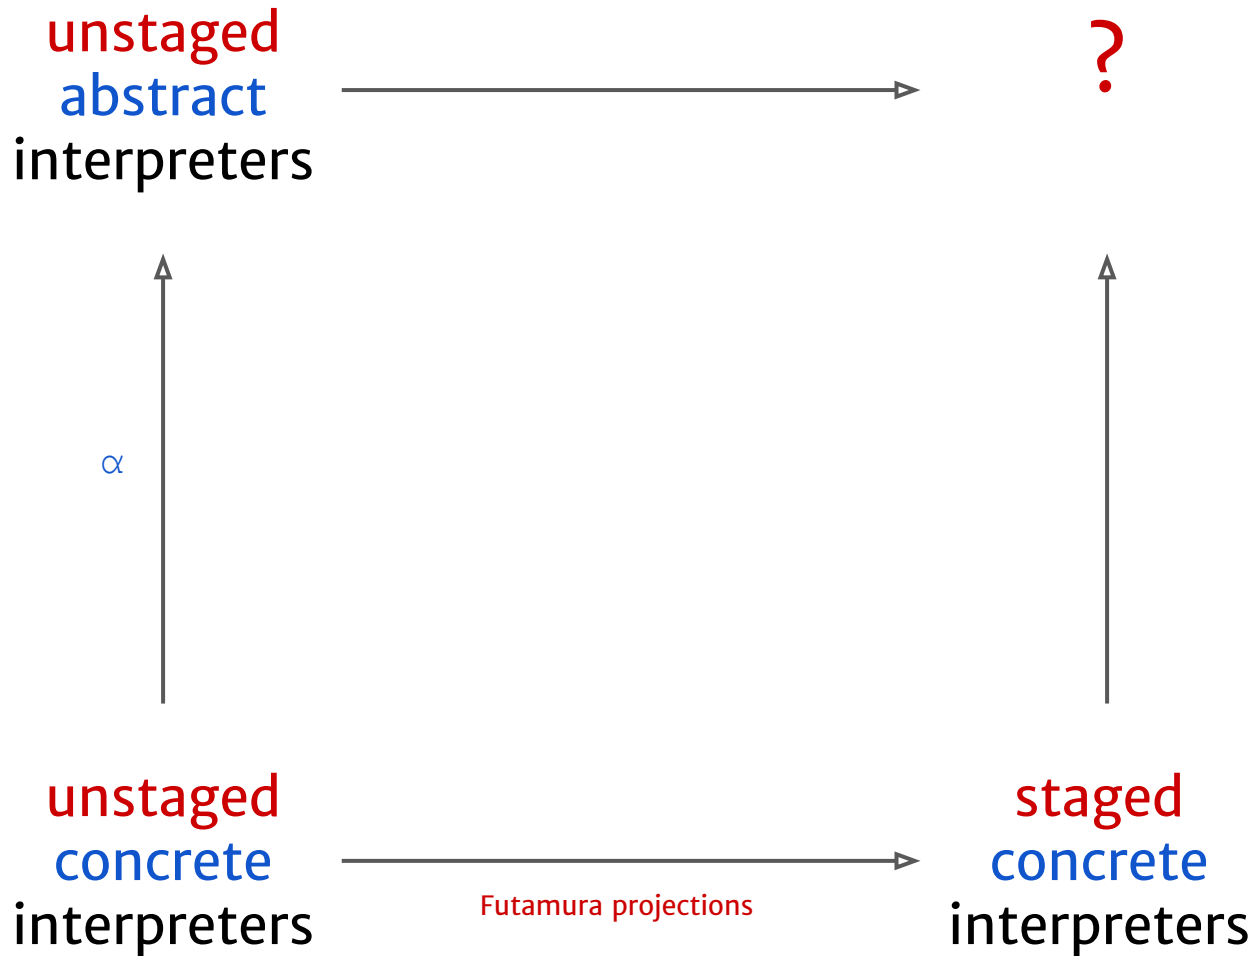 unstaged
abstract
interpreters
?
α
unstaged
concrete
interpreters
Futamura projections
staged
concrete
interpreters